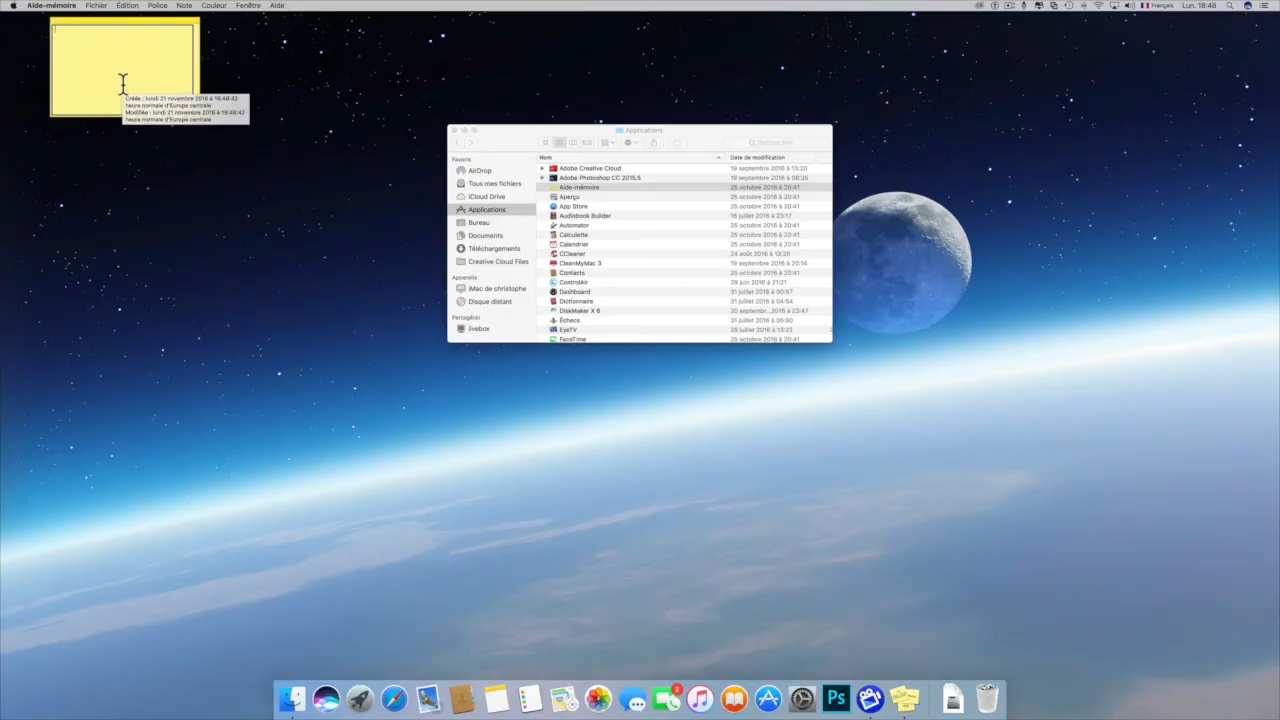 Aide-mémoire Fichier Édition Police Note Couleur Fenêtre Aide
Français Lun. 18:48
Créée : lundi 21 novembre 2016 à 18:48:42
heure normale d'Europe centrale
Modifiée : lundi 21 novembre 2016 à 18:48:42
heure normale d'Europe centrale
Applications
Rechercher
Favoris
AirDrop
Tous mes fichiers
iCloud Drive
Applications
Bureau
Documents
Téléchargements
Creative Cloud Files
Appareils
iMac de christophe
Disque distant
Partagé(s)
livebox
Nom Date de modification
Adobe Creative Cloud 19 septembre 2016 à 13:20
Adobe Photoshop CC 2015.5 19 septembre 2016 à 08:35
Aide-mémoire 25 octobre 2016 à 20:41
Aperçu 25 octobre 2016 à 20:41
App Store 25 octobre 2016 à 20:41
Audiobook Builder 16 juillet 2016 à 23:17
Automator 25 octobre 2016 à 20:41
Calculette 25 octobre 2016 à 20:41
Calendrier 25 octobre 2016 à 20:41
CCleaner 24 août 2016 à 13:25
CleanMyMac 3 19 septembre 2016 à 20:14
Contacts 25 octobre 2016 à 20:41
ControlAir 29 juin 2016 à 21:21
Dashboard 31 juillet 2016 à 00:57
Dictionnaire 31 juillet 2016 à 04:54
DiskMaker X 6 20 septembr... 2016 à 23:47
Échecs 31 juillet 2016 à 05:50
EyeTV 28 juillet 2016 à 13:22
FaceTime 25 octobre 2016 à 20:41
3
Ps